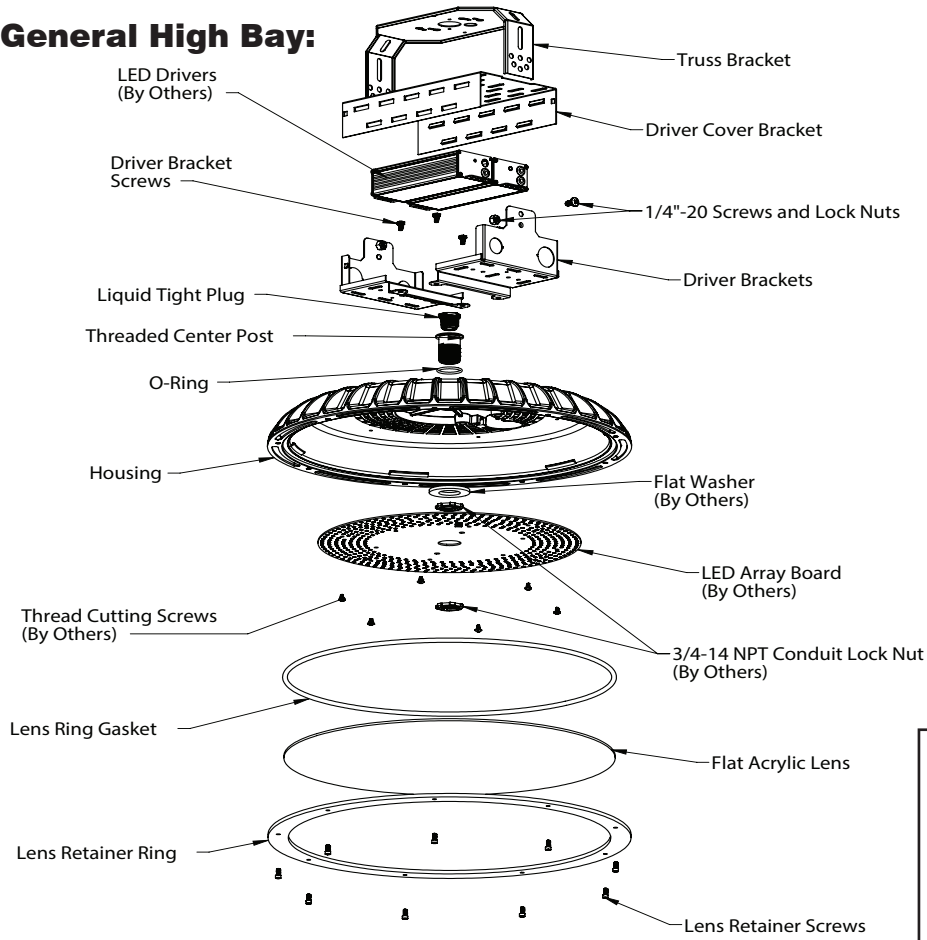 General High Bay:
LED Drivers
(By Others)
Truss Bracket
Driver Cover Bracket
Driver Bracket
Screws
1/4"-20 Screws and Lock Nuts
Driver Brackets
Liquid Tight Plug
Threaded Center Post
O-Ring
Housing
Flat Washer
(By Others)
LED Array Board
(By Others)
Thread Cutting Screws
(By Others)
3/4-14 NPT Conduit Lock Nut
(By Others)
Lens Ring Gasket
Flat Acrylic Lens
Lens Retainer Ring
Lens Retainer Screws